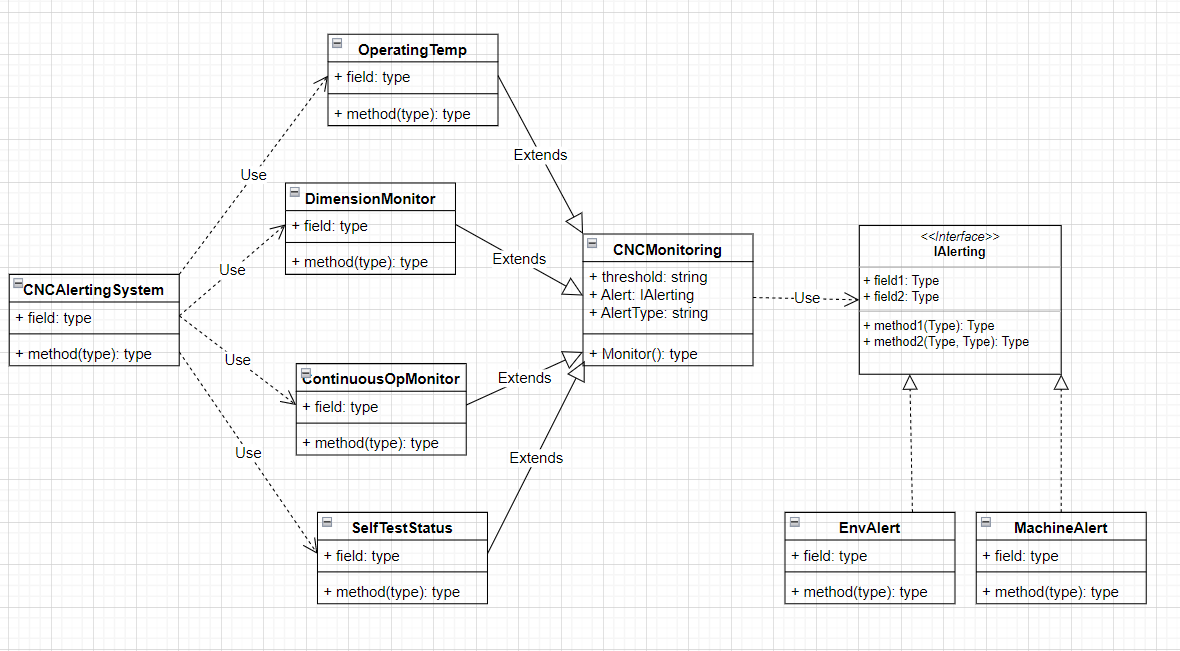 OperatingTemp
+ field: type
+ method(type): type
Extends
Use
DimensionMonitor
+ field: type
+ method(type): type
Extends
Use
CNCAlertingSystem
+ field: type
+ method(type): type
CNCMonitoring
+ threshold: string
+ Alert: IAlerting
+ AlertType: string
+ Monitor(): type
Use
<<Interface>>
IAlerting
+ field1: Type
+ field2: Type
+ method1(Type): Type
+ method2(Type, Type): Type
Use
ContinuousOpMonitor
+ field: type
+ method(type): type
Extends
Use
Extends
SelfTestStatus
+ field: type
+ method(type): type
EnvAlert
+ field: type
+ method(type): type
MachineAlert
+ field: type
+ method(type): type